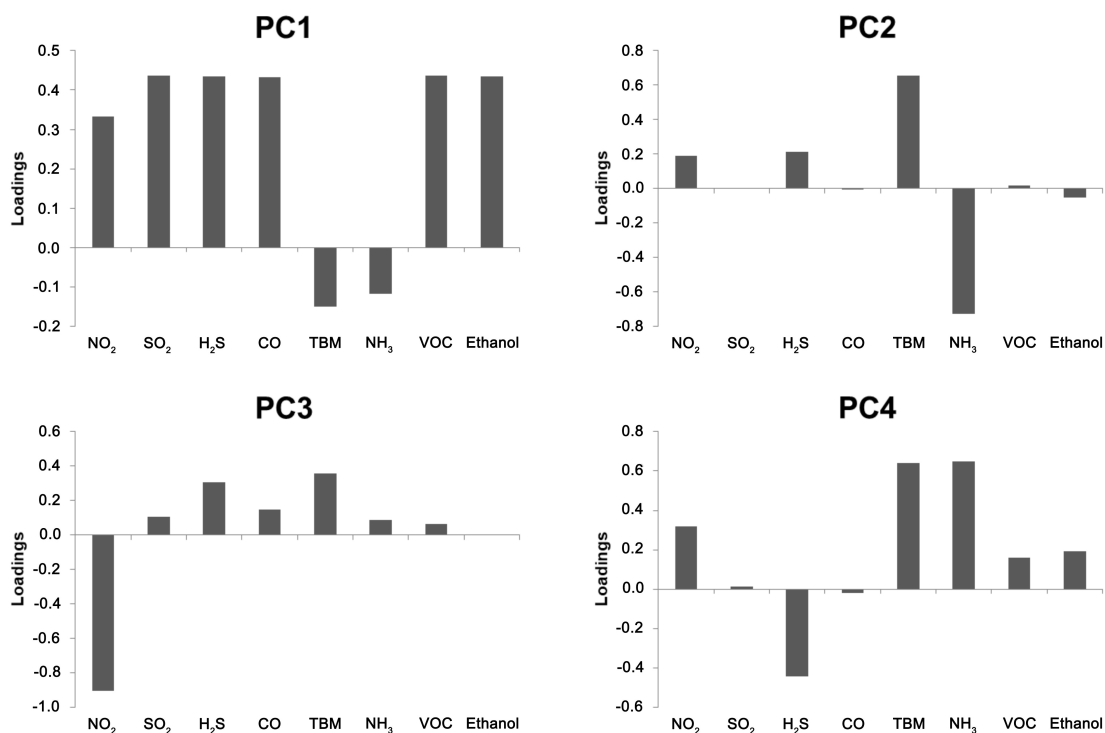 PC1
0.5
0.4
0.3
0.2
0.1
0.0
-0.1
-0.2
Loadings
NO₂ SO₂ H₂S CO TBM NH₃ VOC Ethanol
PC2
0.8
0.6
0.4
0.2
0.0
-0.2
-0.4
-0.6
-0.8
Loadings
NO₂ SO₂ H₂S CO TBM NH₃ VOC Ethanol
PC3
0.6
0.4
0.2
0.0
-0.2
-0.4
-0.6
-0.8
-1.0
Loadings
NO₂ SO₂ H₂S CO TBM NH₃ VOC Ethanol
PC4
0.8
0.6
0.4
0.2
0.0
-0.2
-0.4
-0.6
Loadings
NO₂ SO₂ H₂S CO TBM NH₃ VOC Ethanol